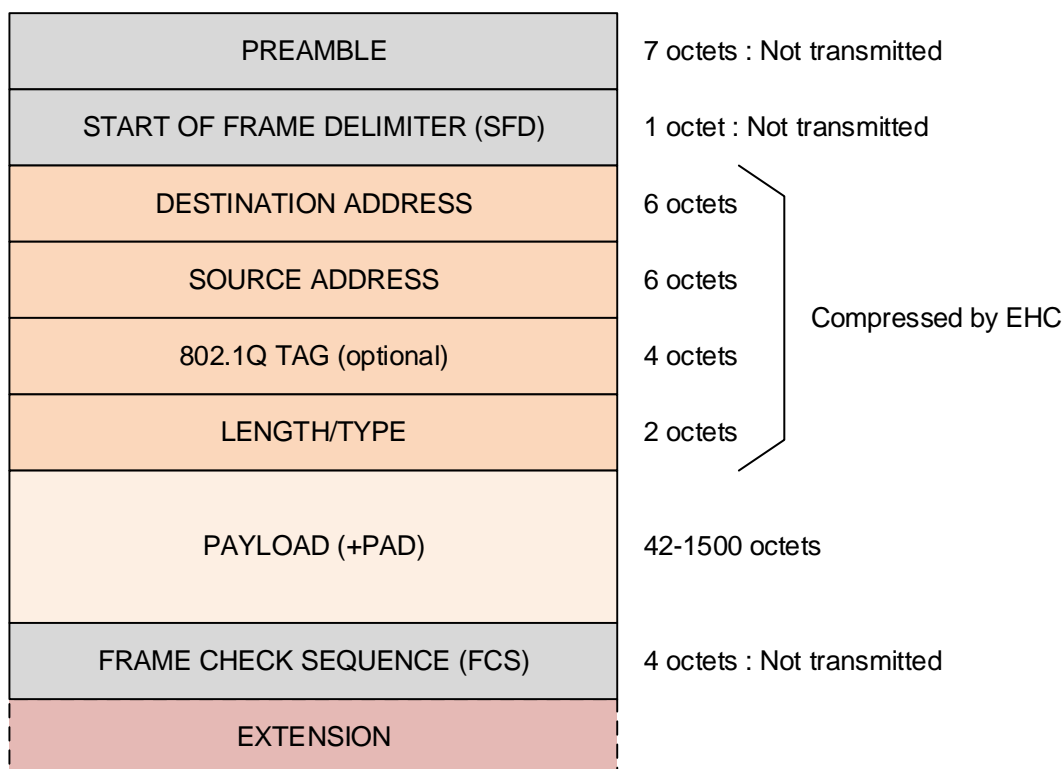 PREAMBLE 7 octets : Not transmitted
START OF FRAME DELIMITER (SFD) 1 octet : Not transmitted
DESTINATION ADDRESS 6 octets
SOURCE ADDRESS 6 octets
Compressed by EHC
802.1Q TAG (optional) 4 octets
LENGTH/TYPE 2 octets
PAYLOAD (+PAD) 42-1500 octets
FRAME CHECK SEQUENCE (FCS) 4 octets : Not transmitted
EXTENSION